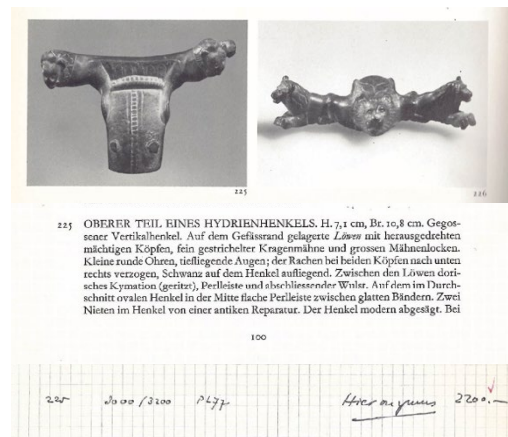 225
226
225 OBERER TEIL EINES HYDRIENHENKELS. H. 7,1 cm, Br. 10,8 cm. Gegos-
sener Vertikalhenkel. Auf dem Gefässrand gelagerte Löwen mit herausgedrehten
mächtigen Köpfen, fein gestrichelter Kragenmähne und grossen Mähnenlocken.
Kleine runde Ohren, tiefliegende Augen; der Rachen bei beiden Köpfen nach unten
rechts verzogen, Schwanz auf dem Henkel aufliegend. Zwischen den Löwen dori-
sches Kymation (geritzt), Perlleiste und abschliessender Wulst. Auf dem im Durch-
schnitt ovalen Henkel in der Mitte flache Perlleiste zwischen glatten Bändern. Zwei
Nieten im Henkel von einer antiken Reparatur. Der Henkel modern abgesägt. Bei
100
225 3000/3200 Hieronymus 2200.–